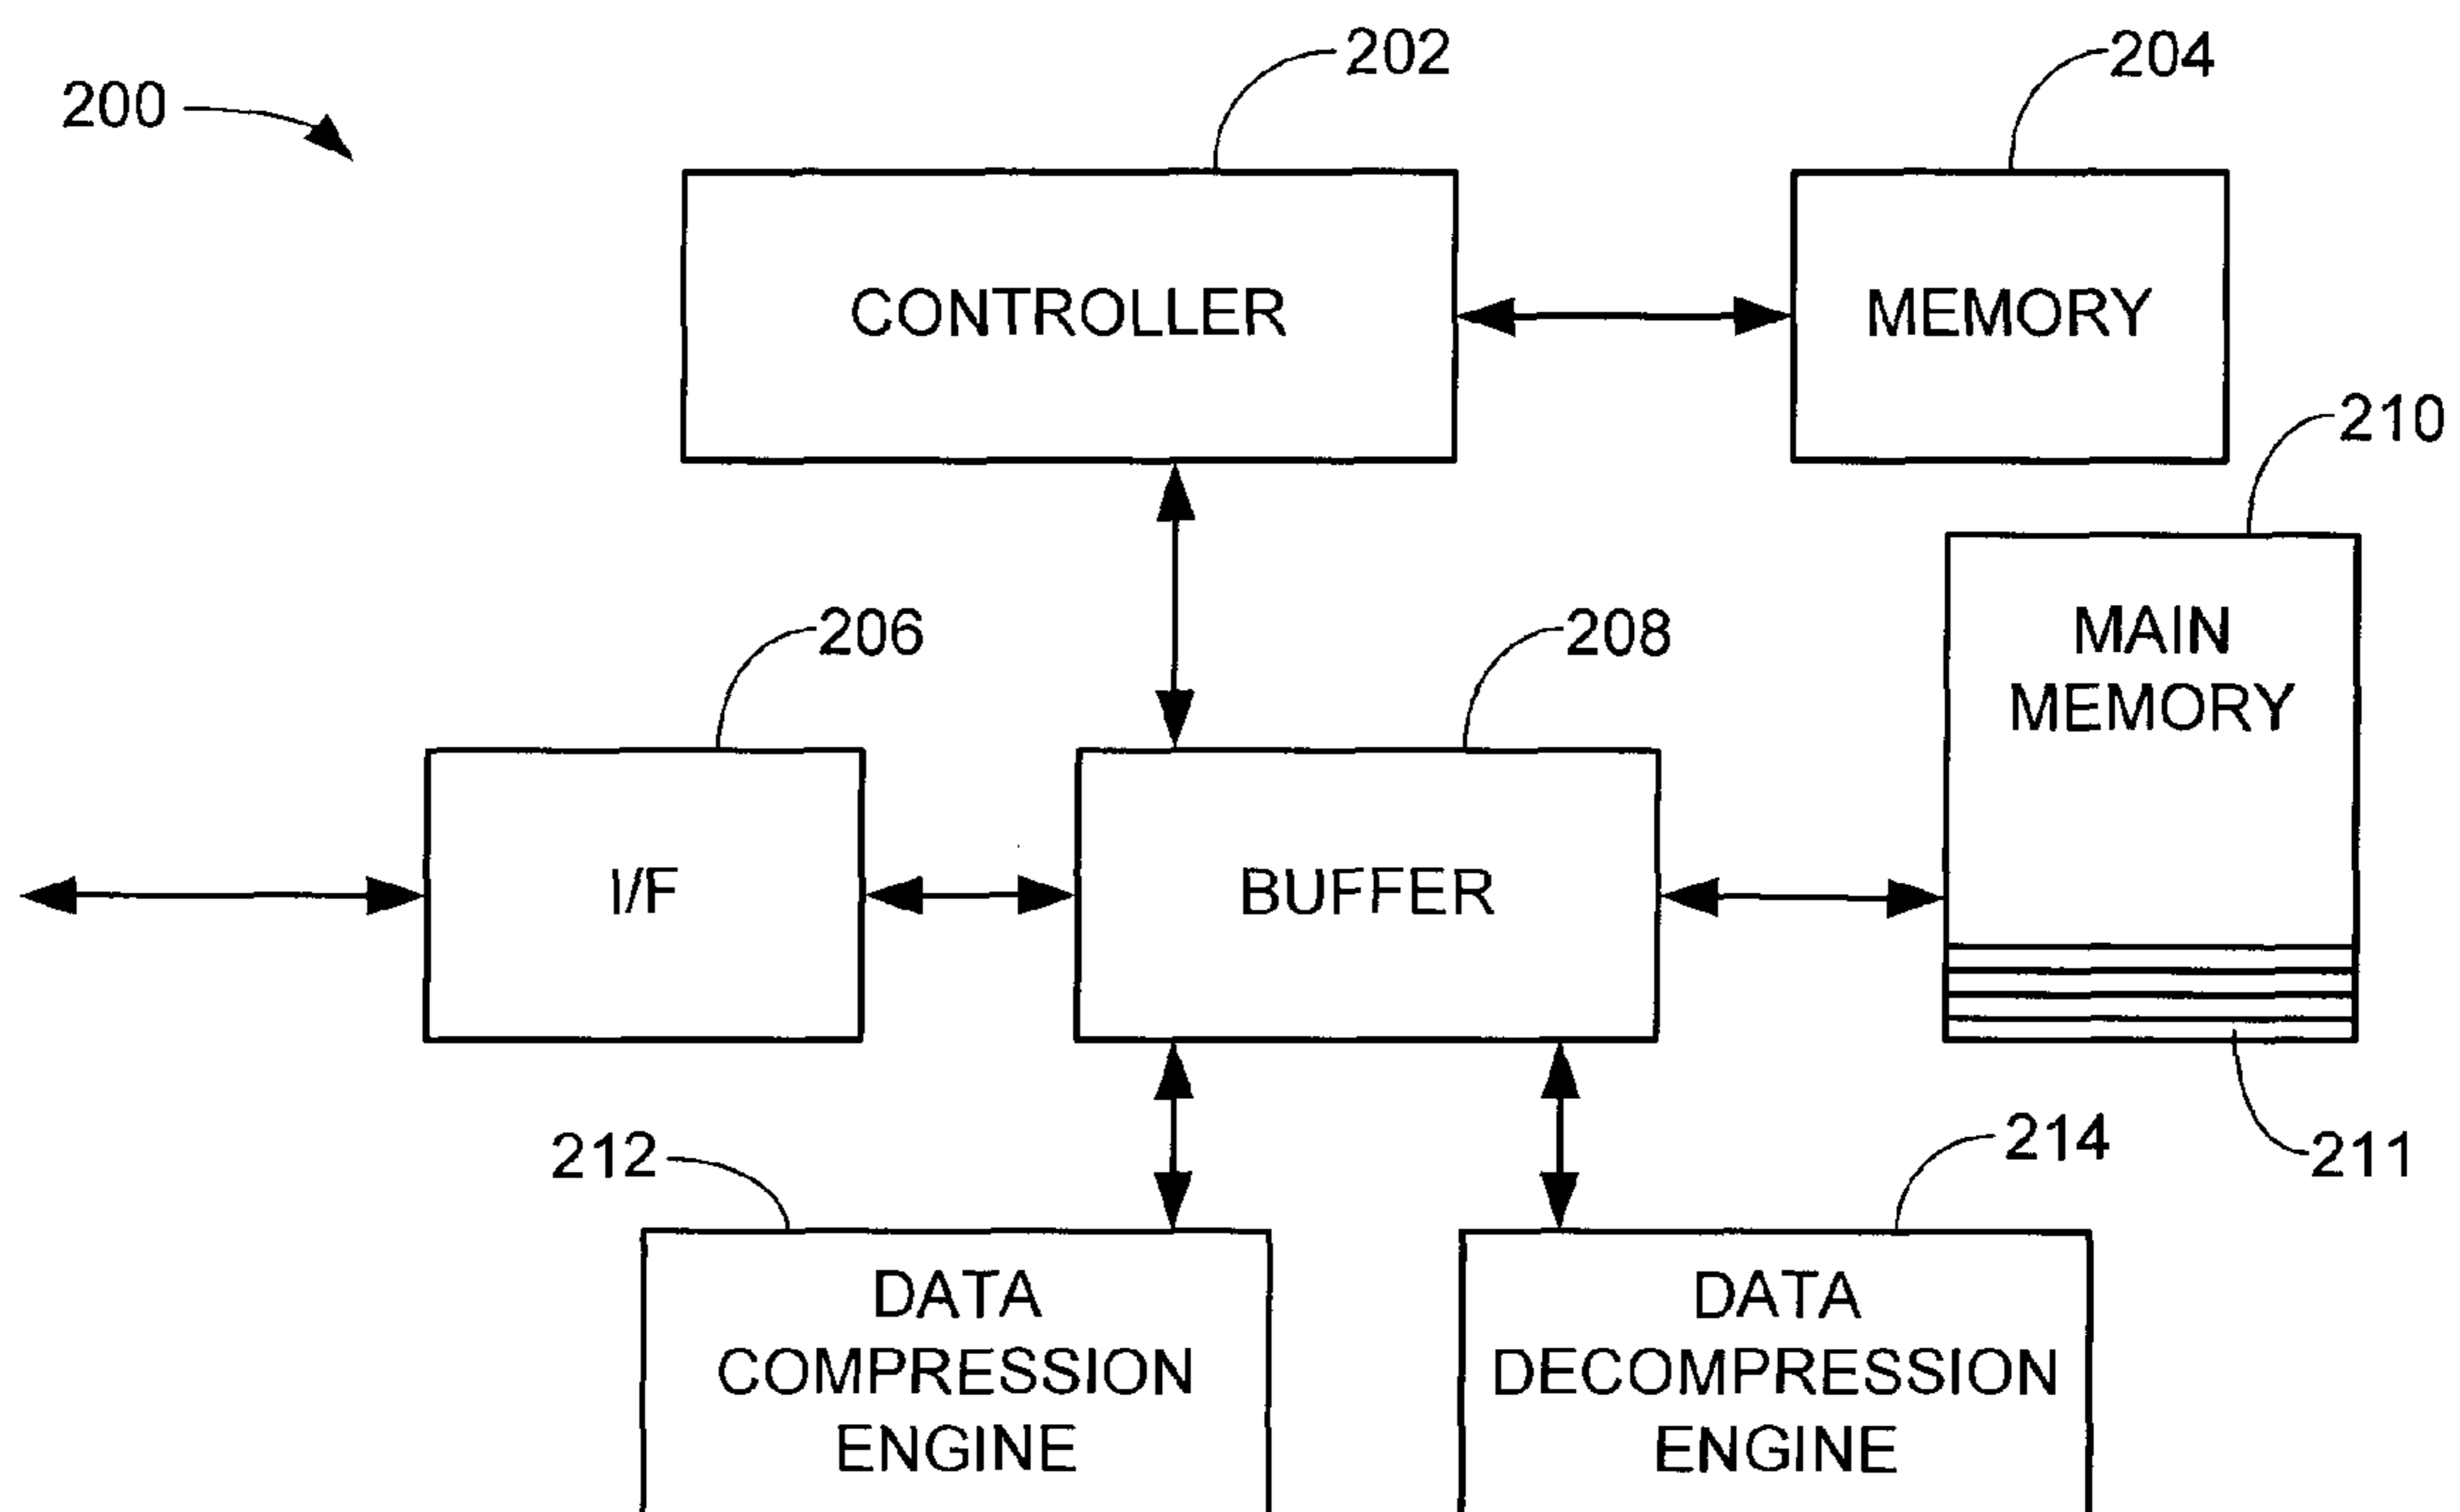 200
202
204
CONTROLLER
MEMORY
210
206
208
MAIN
MEMORY
I/F
BUFFER
212
214
211
DATA
COMPRESSION
ENGINE
DATA
DECOMPRESSION
ENGINE